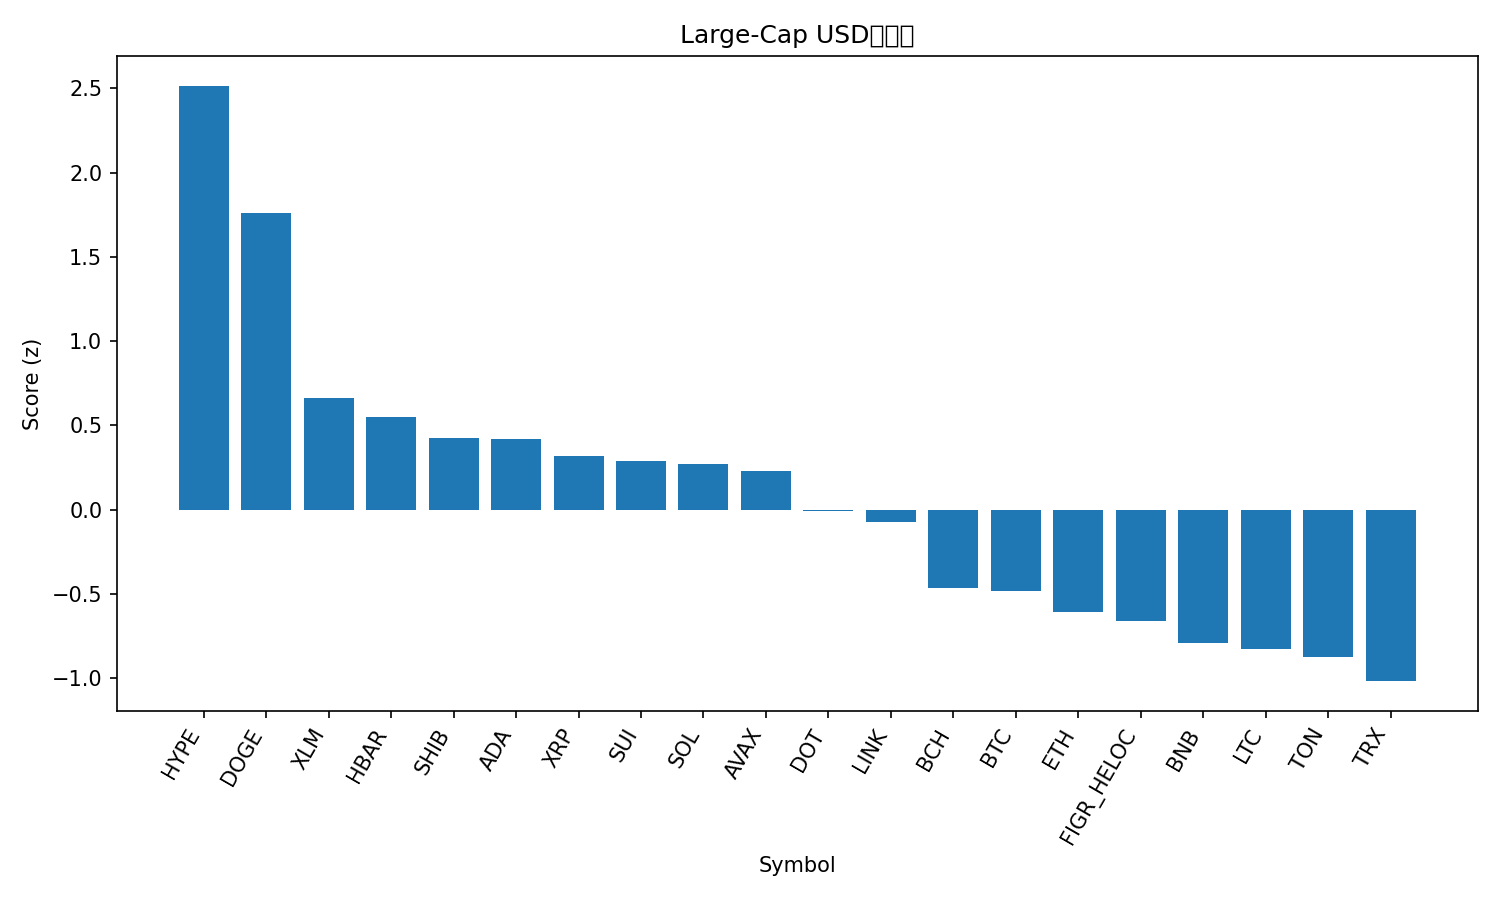 Large-Cap USD
Score (z)
2.5
2.0
1.5
1.0
0.5
0.0
−0.5
−1.0
HYPE
DOGE
XLM
HBAR
SHIB
ADA
XRP
SUI
SOL
AVAX
DOT
LINK
BCH
BTC
ETH
FIGR_HELOC
BNB
LTC
TON
TRX
Symbol